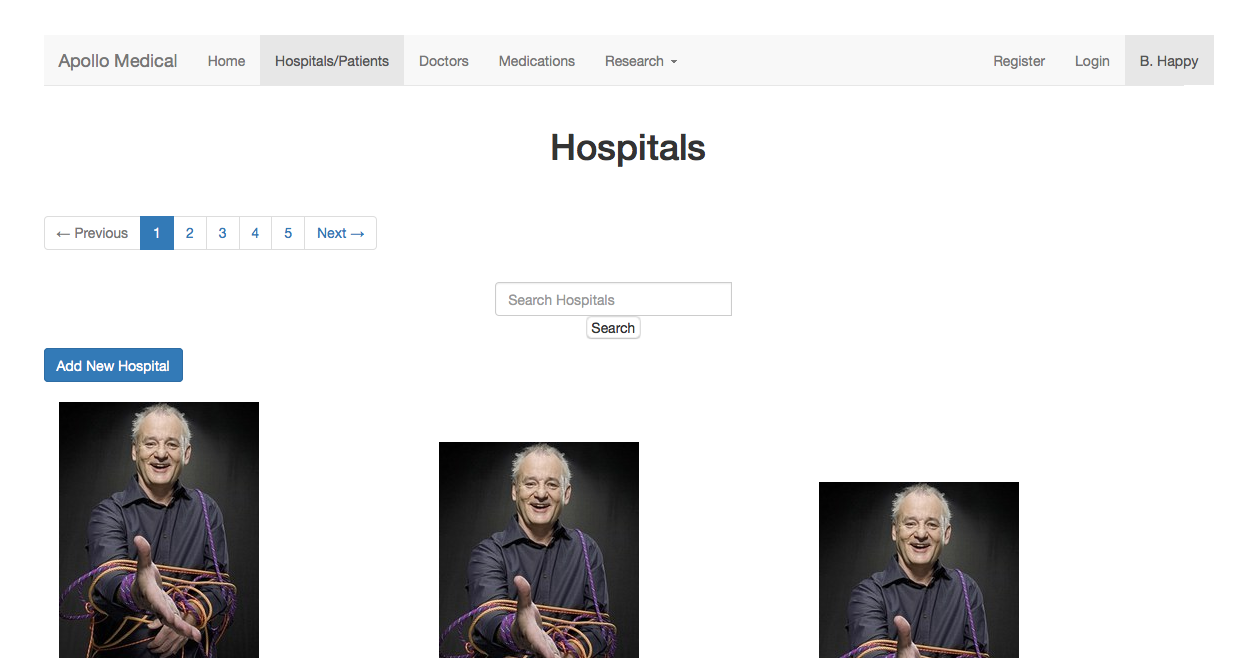 Apollo Medical Home Hospitals/Patients Doctors Medications Research Register Login B. Happy
Hospitals
← Previous 1 2 3 4 5 Next →
Search Hospitals
Search
Add New Hospital